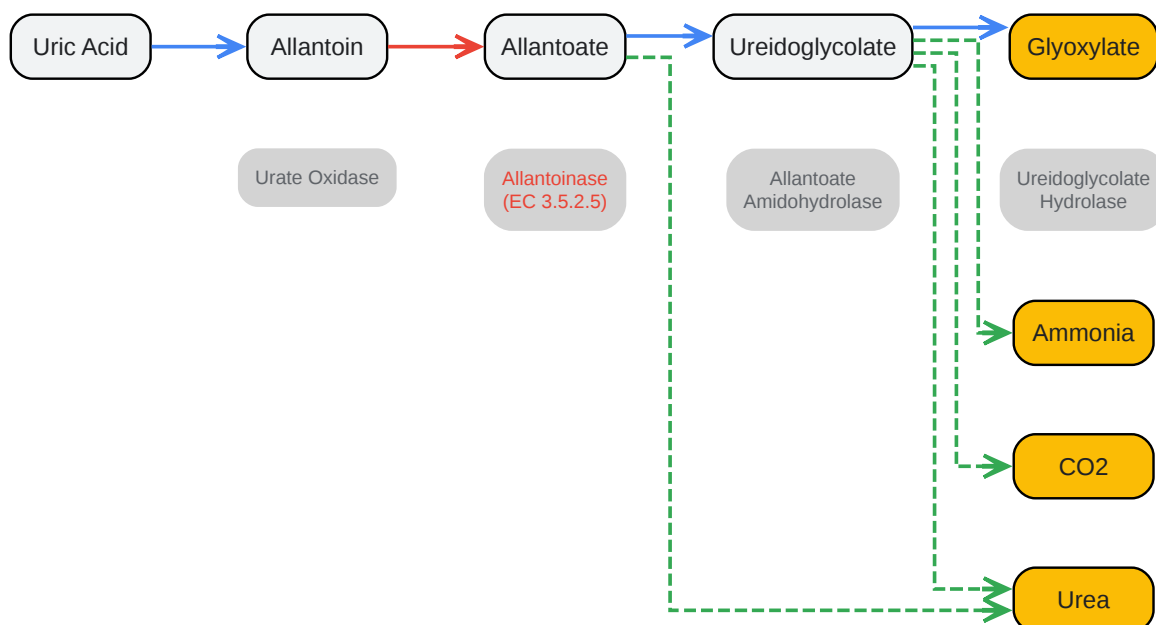 Uric Acid
Allantoin
Allantoate
Ureidoglycolate
Glyoxylate
Urate Oxidase
Allantoinase
(EC 3.5.2.5)
Allantoate
Amidohydrolase
Ureidoglycolate
Hydrolase
Ammonia
CO2
Urea